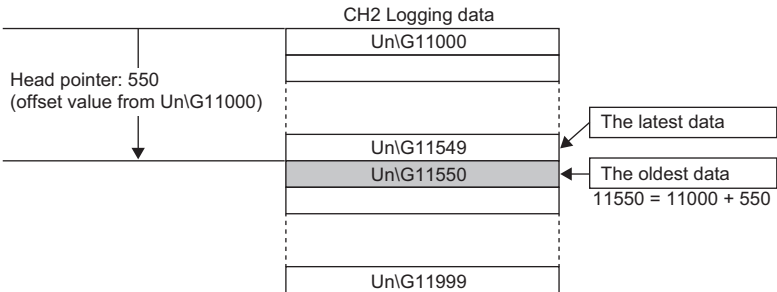 CH2 Logging data
Un\G11000
Head pointer: 550
(offset value from Un\G11000)
The latest data
Un\G11549
Un\G11550
The oldest data
11550 = 11000 + 550
Un\G11999